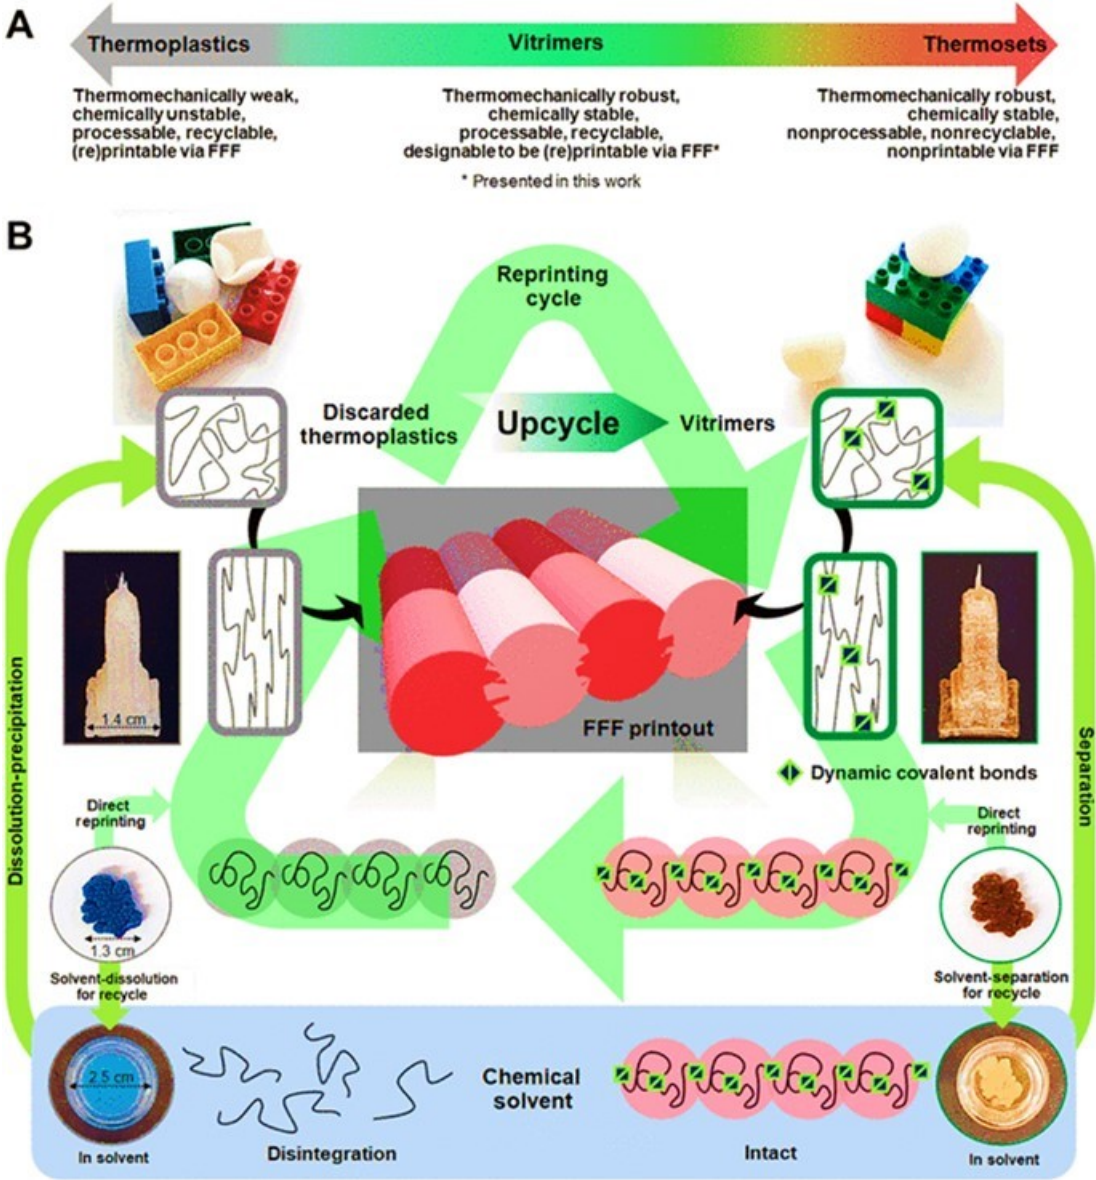 A
Thermoplastics
Vitrimers
Thermosets
Thermomechanically weak,
chemically unstable,
processable, recyclable,
(re)printable via FFF
Thermomechanically robust,
chemically stable,
processable, recyclable,
designable to be (re)printable via FFF*
* Presented in this work
Thermomechanically robust,
chemically stable,
nonprocessable, nonrecyclable,
nonprintable via FFF
B
Reprinting
cycle
Discarded
thermoplastics
Upcycle
Vitrimers
1.4 cm
FFF printout
Dynamic covalent bonds
Dissolution-precipitation
Separation
Direct
reprinting
Direct
reprinting
1.3 cm
Solvent-dissolution
for recycle
Solvent-separation
for recycle
2.5 cm
In solvent
Disintegration
Chemical
solvent
Intact
In solvent